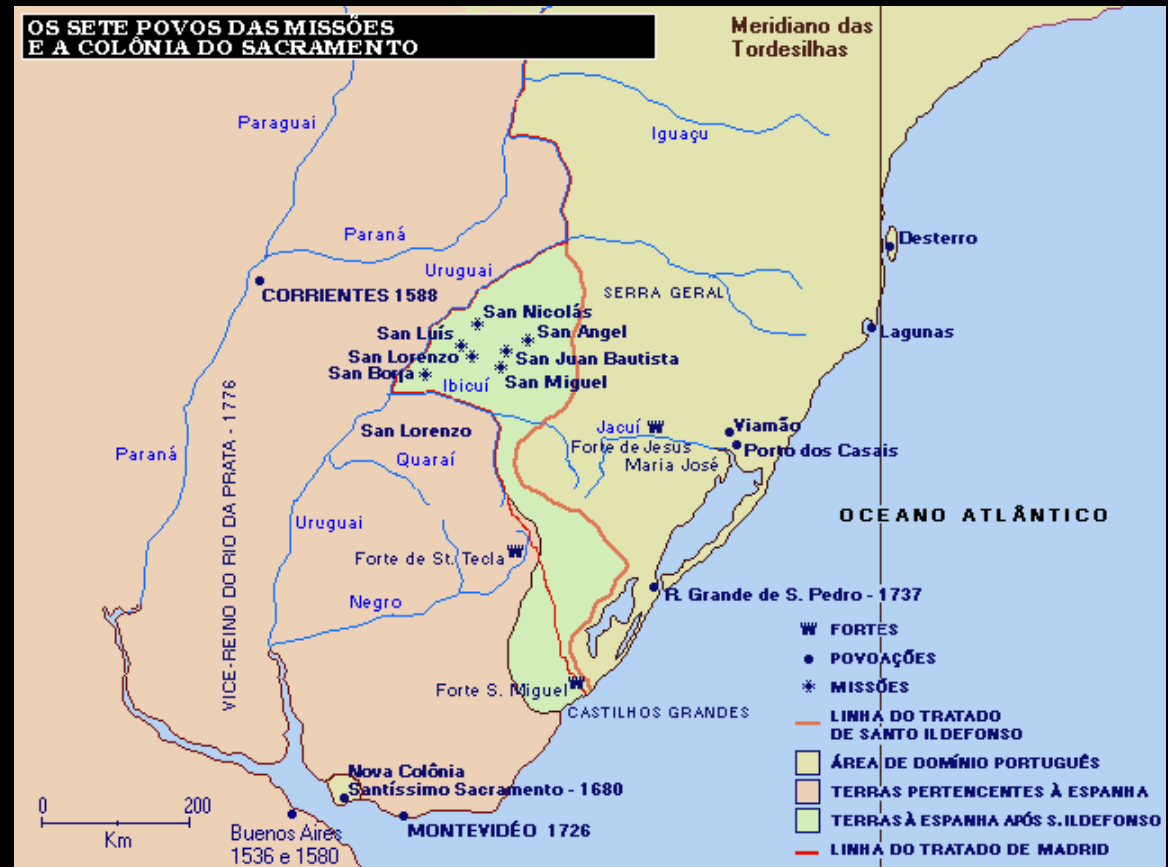 OS SETE POVOS DAS MISSÕES
E A COLÔNIA DO SACRAMENTO
Meridiano das
Tordesilhas
Paraguai
Iguaçu
Paraná
Desterro
Uruguai
CORRIENTES 1588
SERRA GERAL
San Nicolás
San Luís
San Angel
Lagunas
San Lorenzo
San Juan Bautista
San Borja
Ibicuí
San Miguel
VICE-REINO DO RIO DA PRATA - 1776
San Lorenzo
Jacuí
Viamão
Forte de Jesus
Maria José
Porto dos Casais
Paraná
Quaraí
Uruguai
OCEANO ATLÂNTICO
Forte de St. Tecla
Negro
R. Grande de S. Pedro - 1737
Forte S. Miguel
CASTILHOS GRANDES
Nova Colônia
Santíssimo Sacramento - 1680
0 200
Km
Buenos Aires
1536 e 1580
MONTEVIDÉO 1726
FORTES
POVOAÇÕES
MISSÕES
LINHA DO TRATADO
DE SANTO ILDEFONSO
ÁREA DE DOMÍNIO PORTUGUÊS
TERRAS PERTENCENTES À ESPANHA
TERRAS À ESPANHA APÓS S.ILDEFONSO
LINHA DO TRATADO DE MADRID